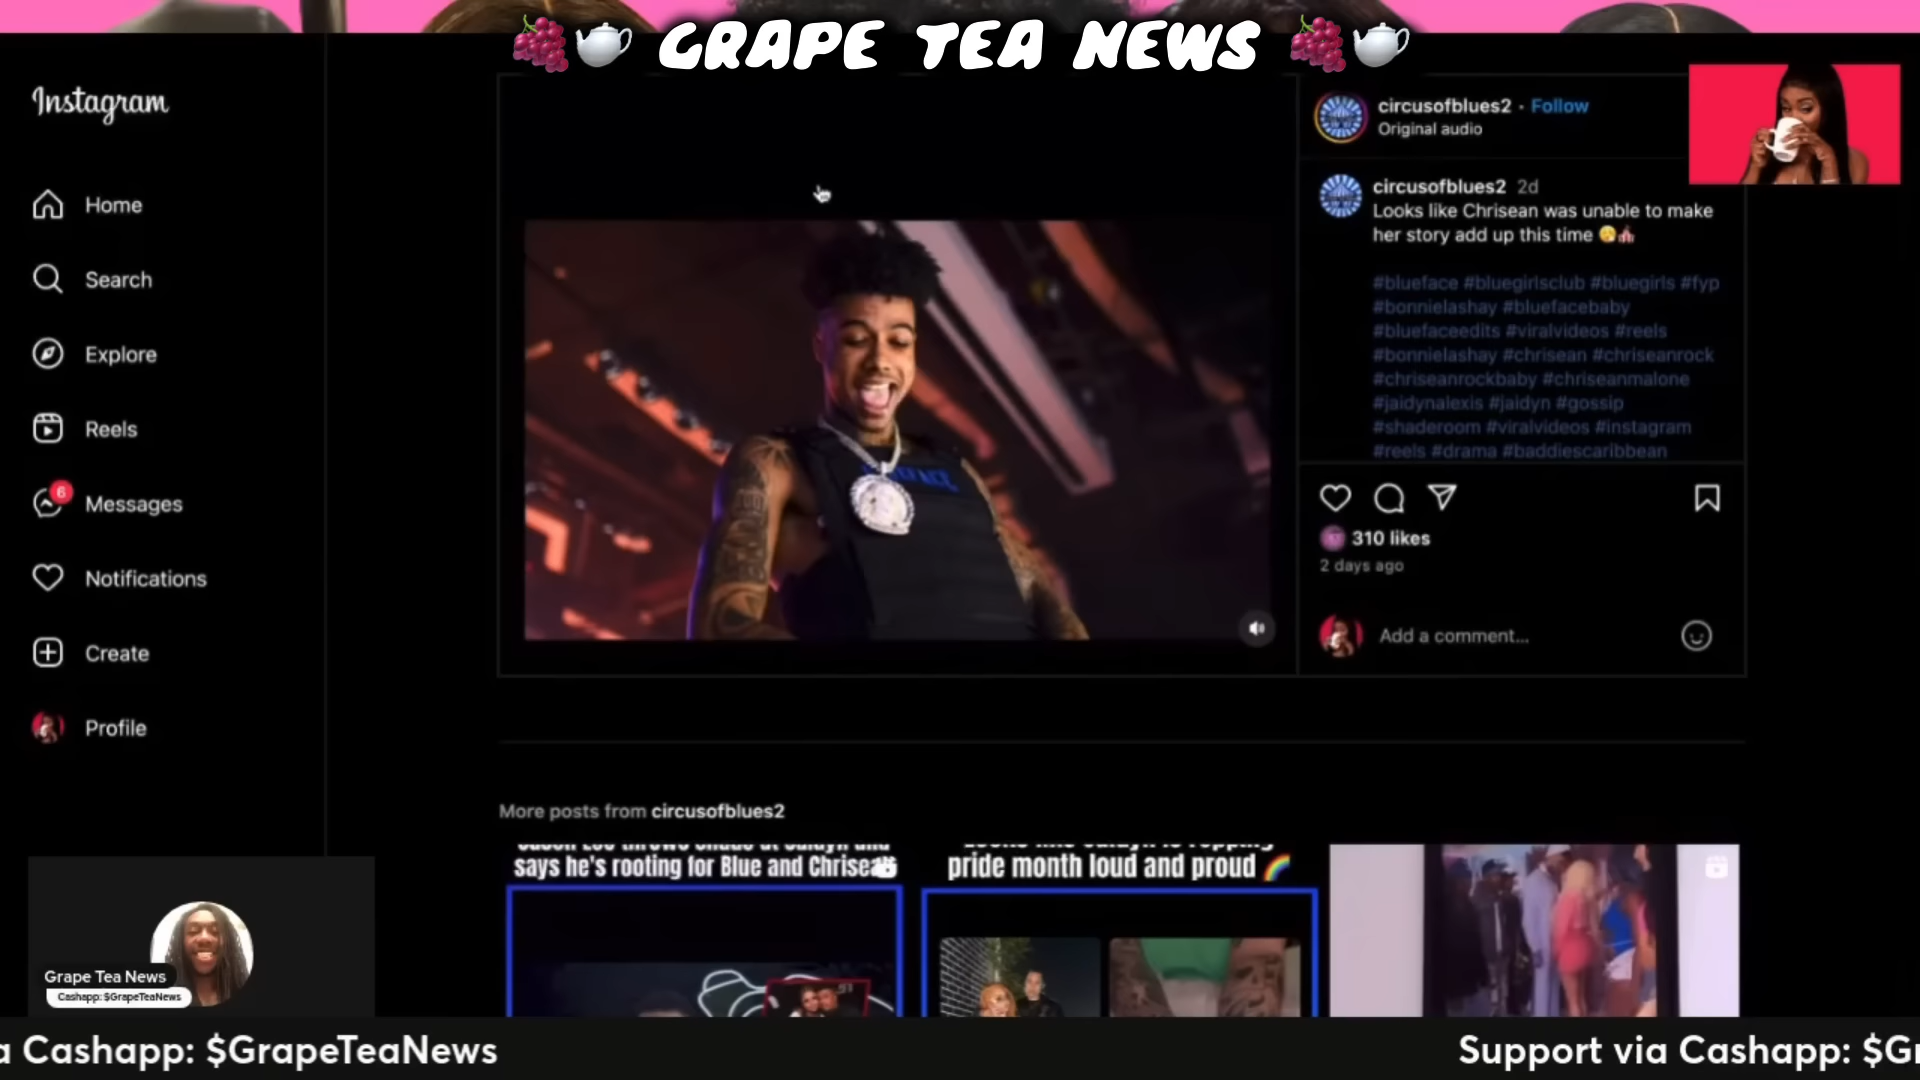 GRAPE TEA NEWS
Instagram
Home
Search
Explore
Reels
6
Messages
Notifications
Create
Profile
circusofblues2 · Follow
Original audio
circusofblues2 2d
Looks like Chrisean was unable to make
her story add up this time
#blueface #bluegirlsclub #bluegirls #fyp
#bonnielashay #bluefacebaby
#bluefaceedits #viralvideos #reels
#bonnielashay #chrisean #chriseanrock
#chriseanrockbaby #chriseanmalone
#jaidynalexis #jaidyn #gossip
#shaderoom #viralvideos #instagram
#reels #drama #baddiescaribbean
310 likes
2 days ago
Add a comment...
More posts from circusofblues2
says he's rooting for Blue and Chrisean
pride month loud and proud 🌈
Grape Tea News
Cashapp: $GrapeTeaNews
a Cashapp: $GrapeTeaNews
Support via Cashapp: $Gr